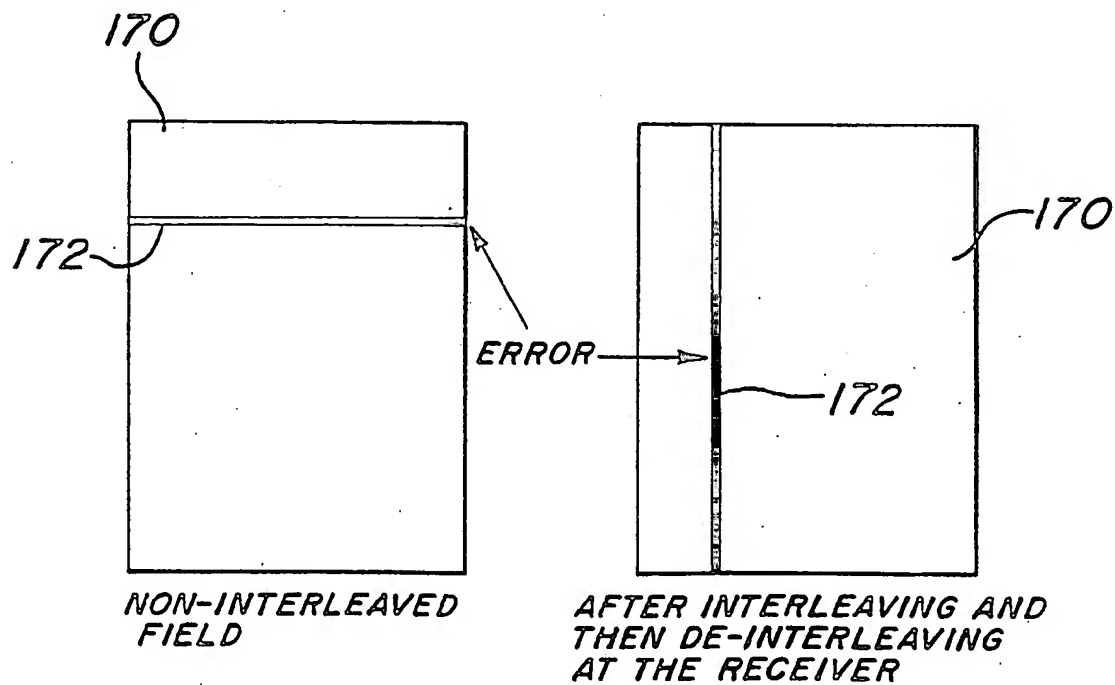 170
172
ERROR
170
172
NON-INTERLEAVED
FIELD
AFTER INTERLEAVING AND
THEN DE-INTERLEAVING
AT THE RECEIVER